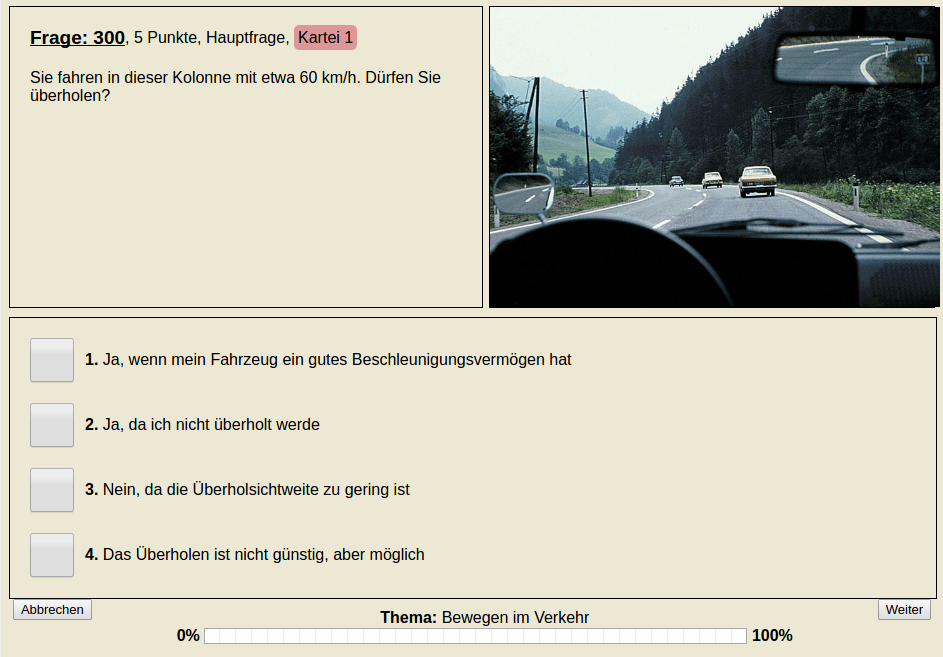 Frage: 300, 5 Punkte, Hauptfrage, Kartei 1
Sie fahren in dieser Kolonne mit etwa 60 km/h. Dürfen Sie
überholen?
1. Ja, wenn mein Fahrzeug ein gutes Beschleunigungsvermögen hat
2. Ja, da ich nicht überholt werde
3. Nein, da die Überholsichtweite zu gering ist
4. Das Überholen ist nicht günstig, aber möglich
Abbrechen
Thema: Bewegen im Verkehr
Weiter
0% 100%